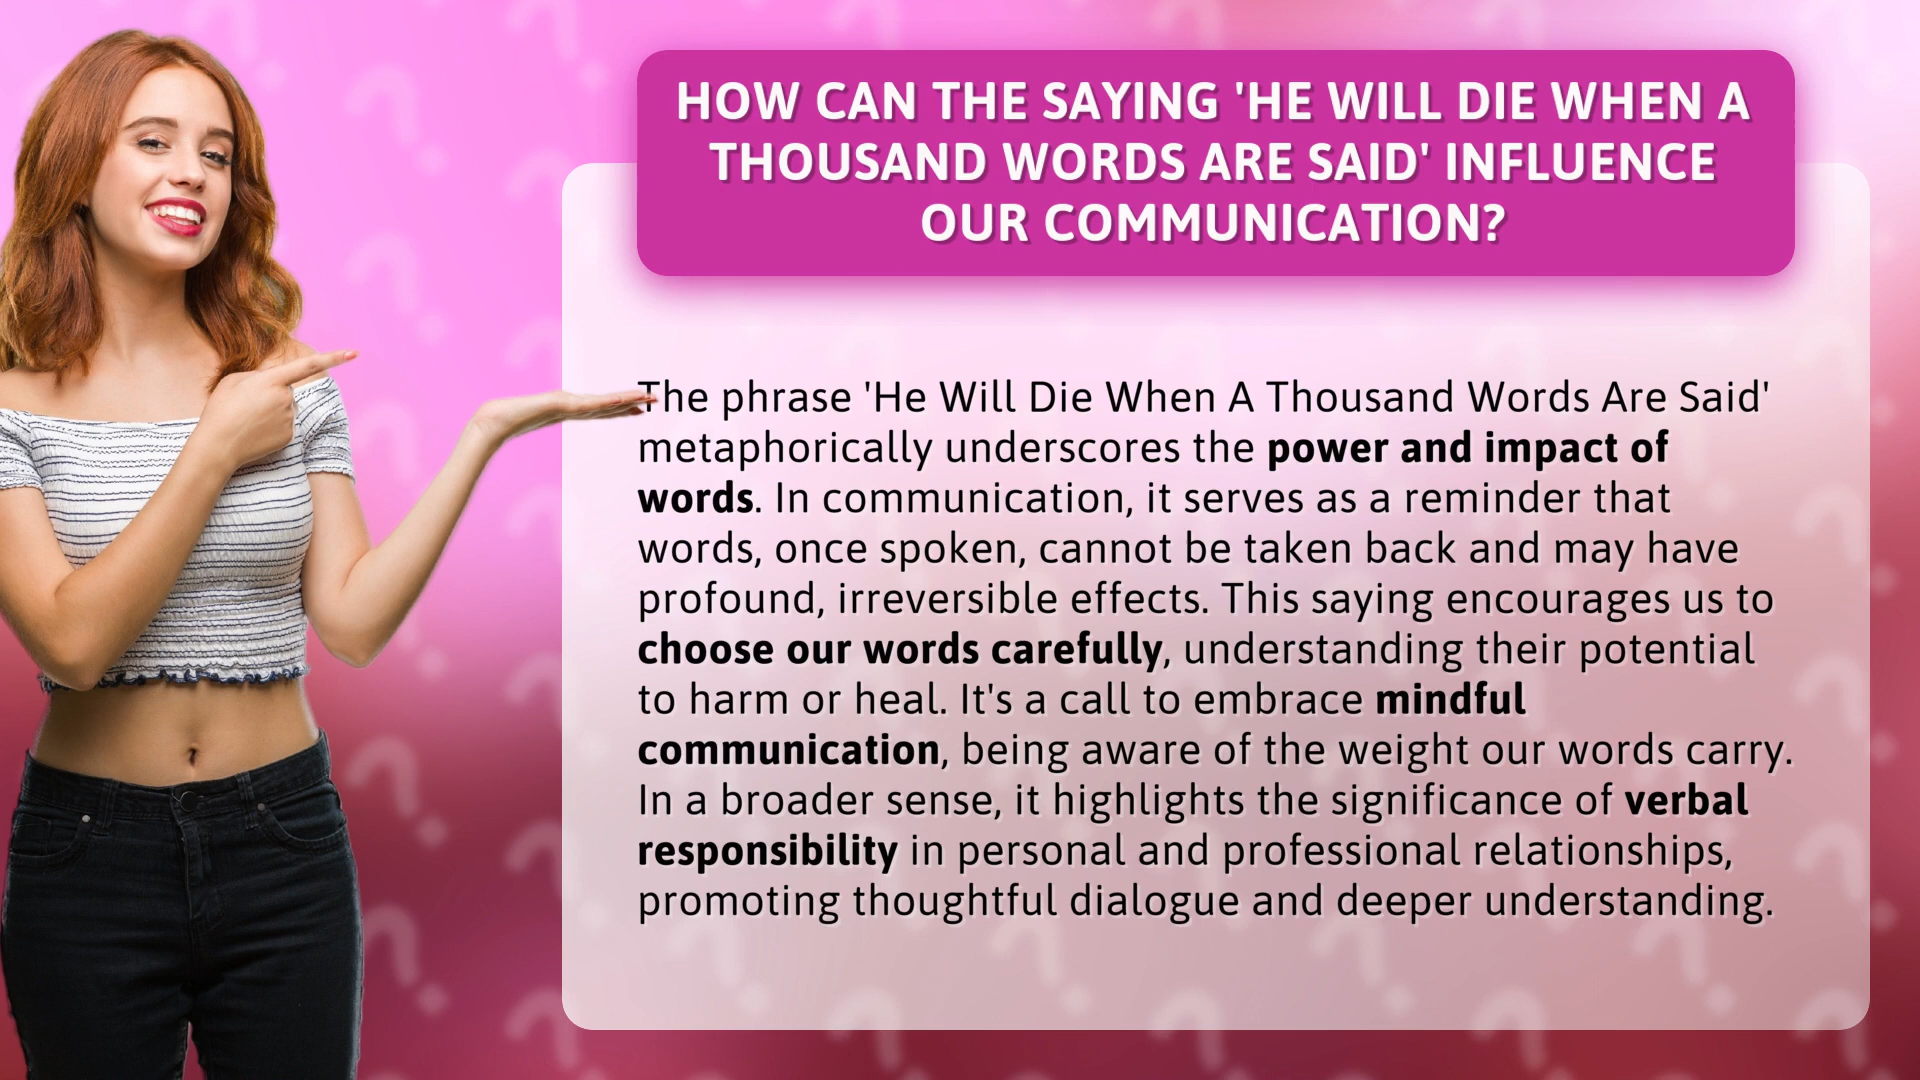 HOW CAN THE SAYING 'HE WILL DIE WHEN A
THOUSAND WORDS ARE SAID' INFLUENCE
OUR COMMUNICATION?
The phrase 'He Will Die When A Thousand Words Are Said'
metaphorically underscores the power and impact of
words. In communication, it serves as a reminder that
words, once spoken, cannot be taken back and may have
profound, irreversible effects. This saying encourages us to
choose our words carefully, understanding their potential
to harm or heal. It's a call to embrace mindful
communication, being aware of the weight our words carry.
In a broader sense, it highlights the significance of verbal
responsibility in personal and professional relationships,
promoting thoughtful dialogue and deeper understanding.